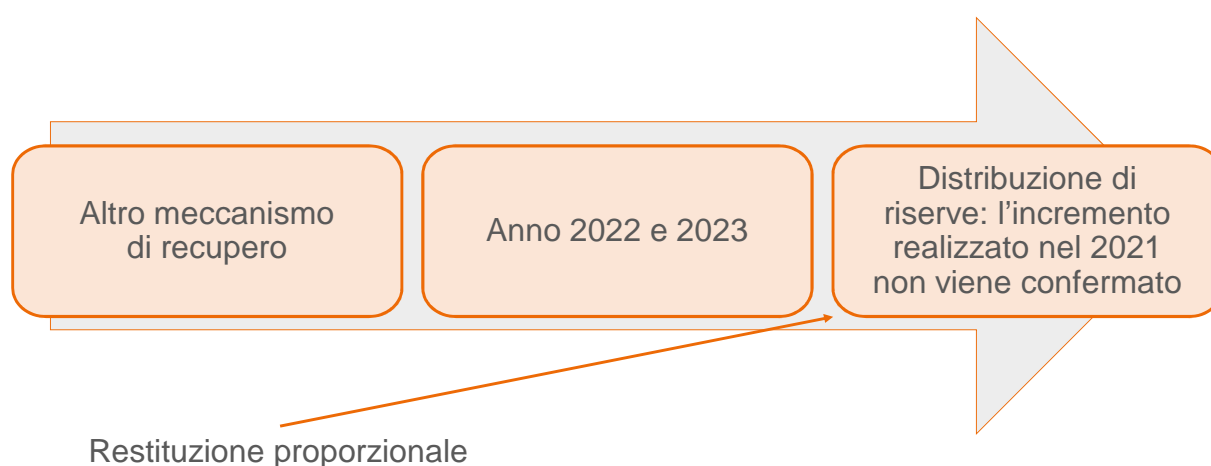 Altro meccanismo
di recupero
Anno 2022 e 2023
Distribuzione di
riserve: l’incremento
realizzato nel 2021
non viene confermato
Restituzione proporzionale